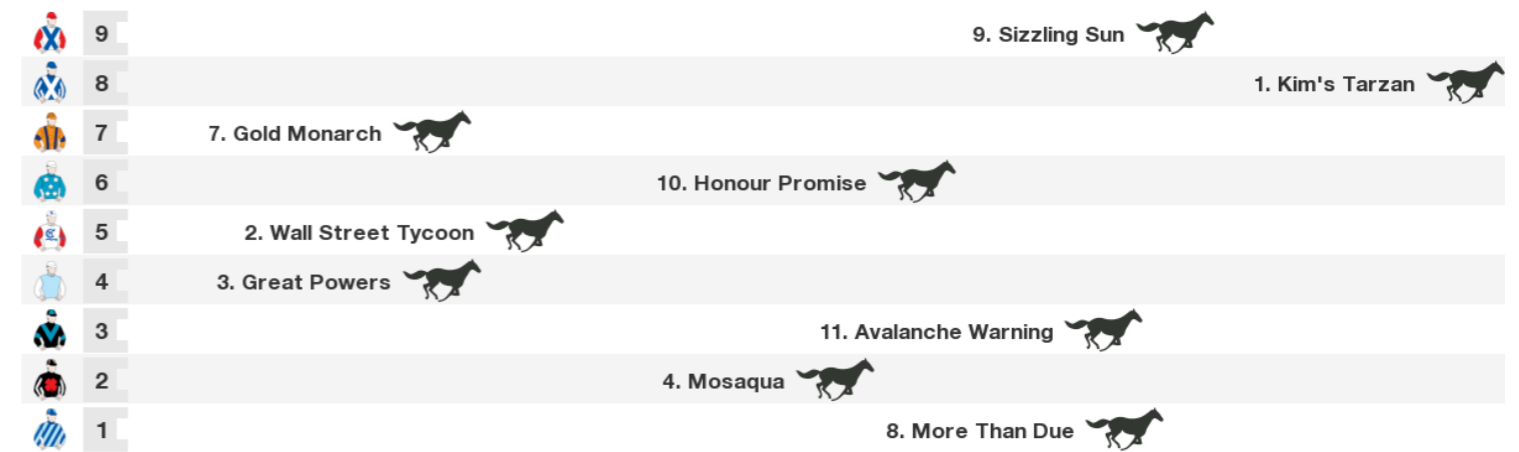 9 9. Sizzling Sun
8 1. Kim's Tarzan
7 7. Gold Monarch
6 10. Honour Promise
5 2. Wall Street Tycoon
4 3. Great Powers
3 11. Avalanche Warning
2 4. Mosaqua
1 8. More Than Due